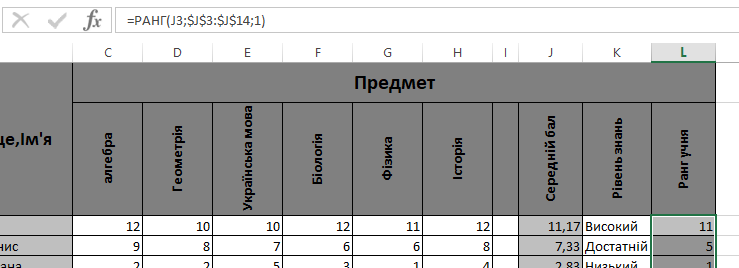 fx =РАНГ(J3;$J$3:$J$14;1)
C D E F G H I J K L
Предмет
це,Ім'я алгебра Геометрія Українська мова Біологія Фізика Історія Середній бал Рівень знань Ранг учня
12 10 10 12 11 12 11,17 Високий 11
нис 9 8 7 6 6 8 7,33 Достатній 5
ана 2 2 5 3 1 4 2,83 Низький 1